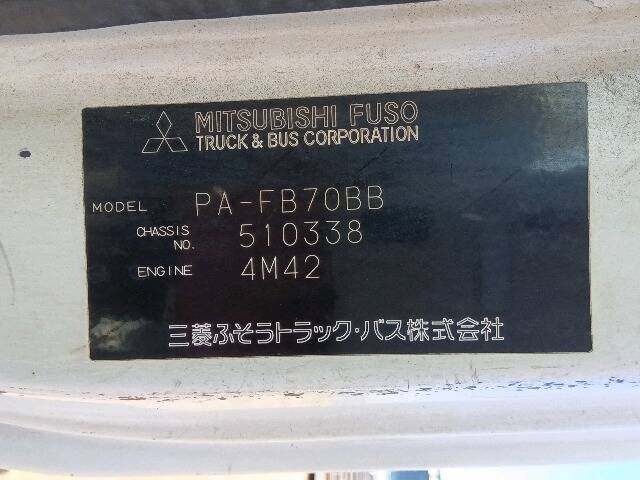 MITSUBISHI FUSO
TRUCK & BUS CORPORATION
MODEL PA-FB70BB
CHASSIS NO. 510338
ENGINE 4M42
三菱ふそうトラック・バス株式会社